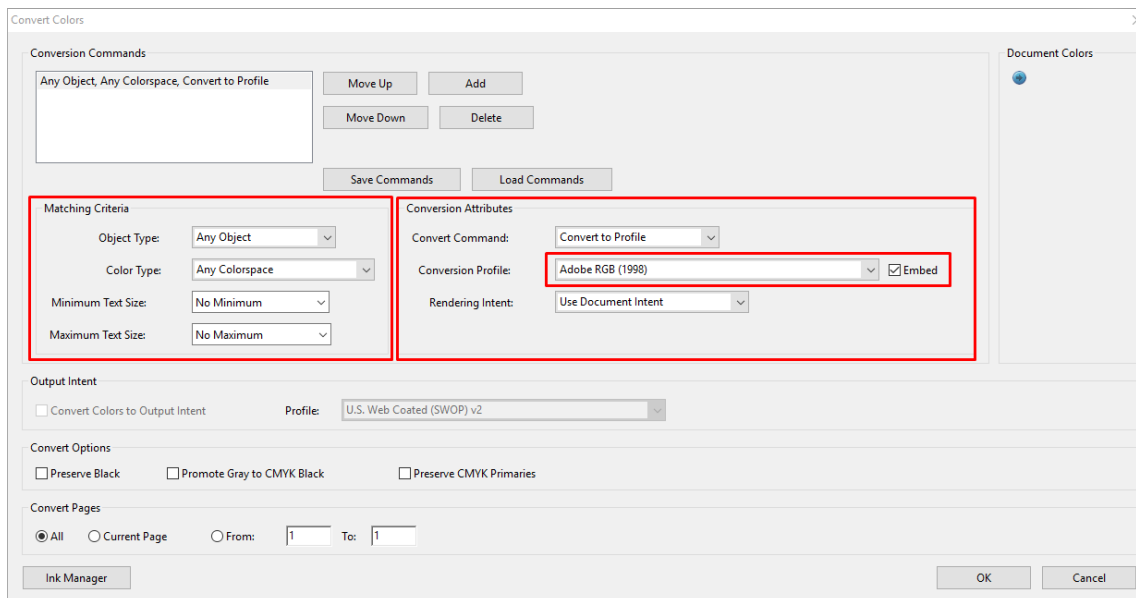 Convert Colors
Conversion Commands
Document Colors
Any Object, Any Colorspace, Convert to Profile
Move Up
Add
Move Down
Delete
Save Commands
Load Commands
Matching Criteria
Object Type: Any Object
Color Type: Any Colorspace
Minimum Text Size: No Minimum
Maximum Text Size: No Maximum
Conversion Attributes
Convert Command: Convert to Profile
Conversion Profile: Adobe RGB (1998) Embed
Rendering Intent: Use Document Intent
Output Intent
Convert Colors to Output Intent Profile: U.S. Web Coated (SWOP) v2
Convert Options
Preserve Black Promote Gray to CMYK Black Preserve CMYK Primaries
Convert Pages
All Current Page From: 1 To: 1
Ink Manager OK Cancel